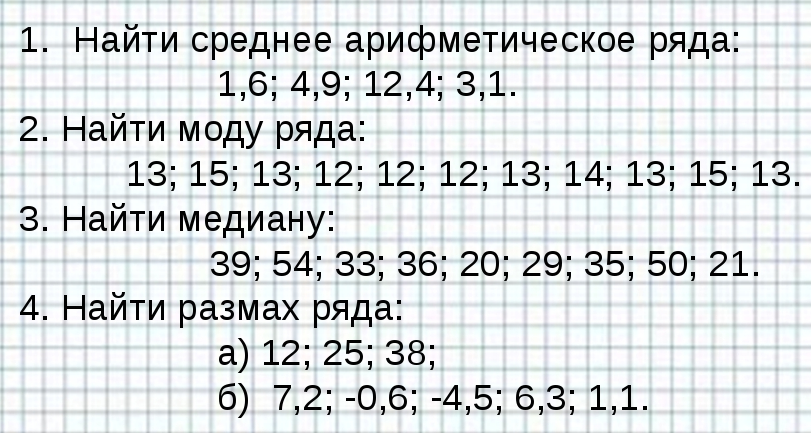 1. Найти среднее арифметическое ряда:
1,6; 4,9; 12,4; 3,1.
2. Найти моду ряда:
13; 15; 13; 12; 12; 12; 13; 14; 13; 15; 13.
3. Найти медиану:
39; 54; 33; 36; 20; 29; 35; 50; 21.
4. Найти размах ряда:
а) 12; 25; 38;
б) 7,2; -0,6; -4,5; 6,3; 1,1.